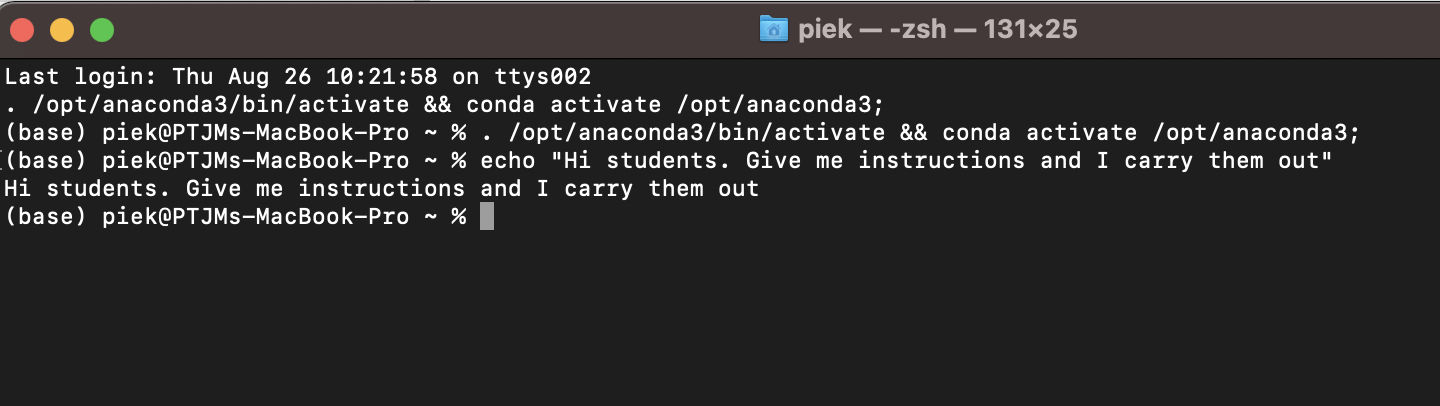 piek — -zsh — 131×25
Last login: Thu Aug 26 10:21:58 on ttys002
. /opt/anaconda3/bin/activate && conda activate /opt/anaconda3;
(base) piek@PTJMs-MacBook-Pro ~ % . /opt/anaconda3/bin/activate && conda activate /opt/anaconda3;
(base) piek@PTJMs-MacBook-Pro ~ % echo "Hi students. Give me instructions and I carry them out"
Hi students. Give me instructions and I carry them out
(base) piek@PTJMs-MacBook-Pro ~ %